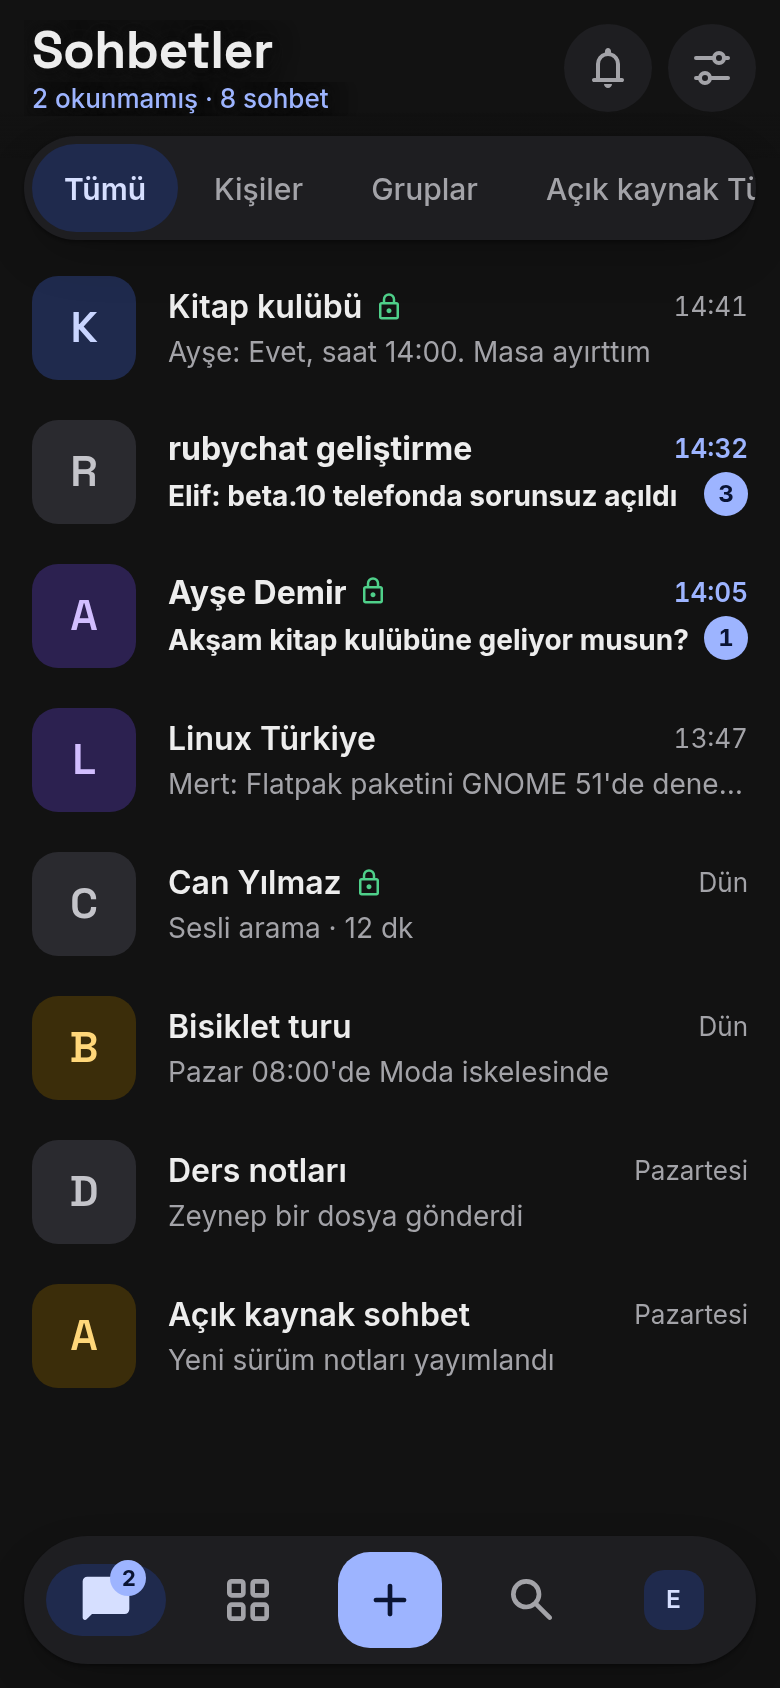 Sohbetler
2 okunmamış · 8 sohbet
Tümü Kişiler Gruplar Açık kaynak Tü
K Kitap kulübü 14:41
Ayşe: Evet, saat 14:00. Masa ayırttım
R rubychat geliştirme 14:32
Elif: beta.10 telefonda sorunsuz açıldı 3
A Ayşe Demir 14:05
Akşam kitap kulübüne geliyor musun? 1
L Linux Türkiye 13:47
Mert: Flatpak paketini GNOME 51'de dene...
C Can Yılmaz Dün
Sesli arama · 12 dk
B Bisiklet turu Dün
Pazar 08:00'de Moda iskelesinde
D Ders notları Pazartesi
Zeynep bir dosya gönderdi
A Açık kaynak sohbet Pazartesi
Yeni sürüm notları yayımlandı
2 E